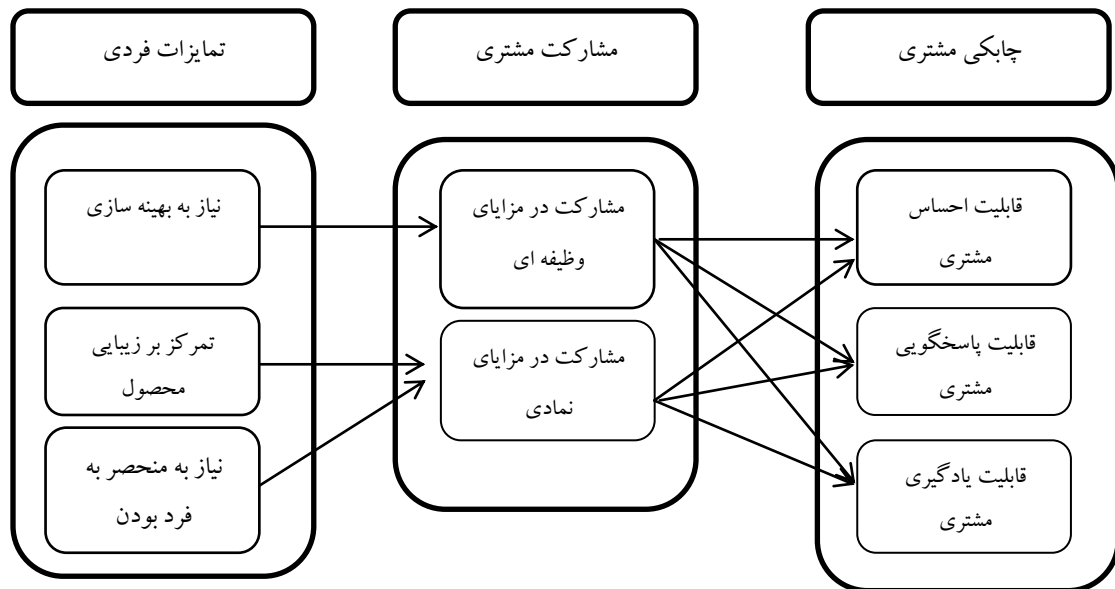 چابکی مشتری
مشارکت مشتری
تمایزات فردی
قابلیت احساس
مشتری
قابلیت پاسخگویی
مشتری
قابلیت یادگیری
مشتری
مشارکت در مزایای
وظیفه ای
مشارکت در مزایای
نمادی
نیاز به بهینه سازی
تمرکز بر زیبایی
محصول
نیاز به منحصر به
فرد بودن